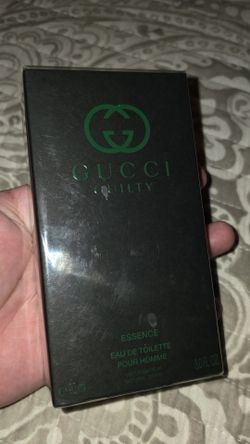 GUCCI
GUILTY
ESSENCE
EAU DE TOILETTE
POUR HOMME